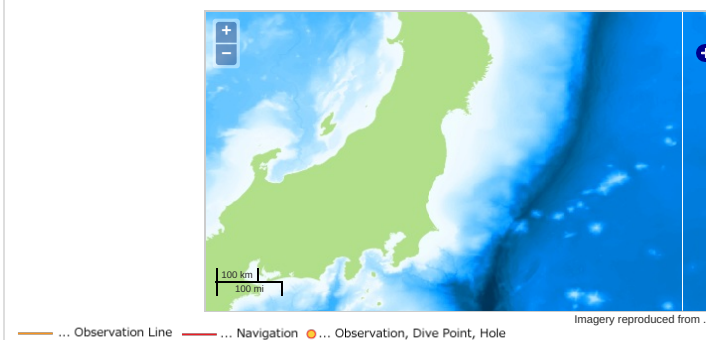 +
−
100 km
100 mi
Imagery reproduced from .
... Observation Line ... Navigation ... Observation, Dive Point, Hole